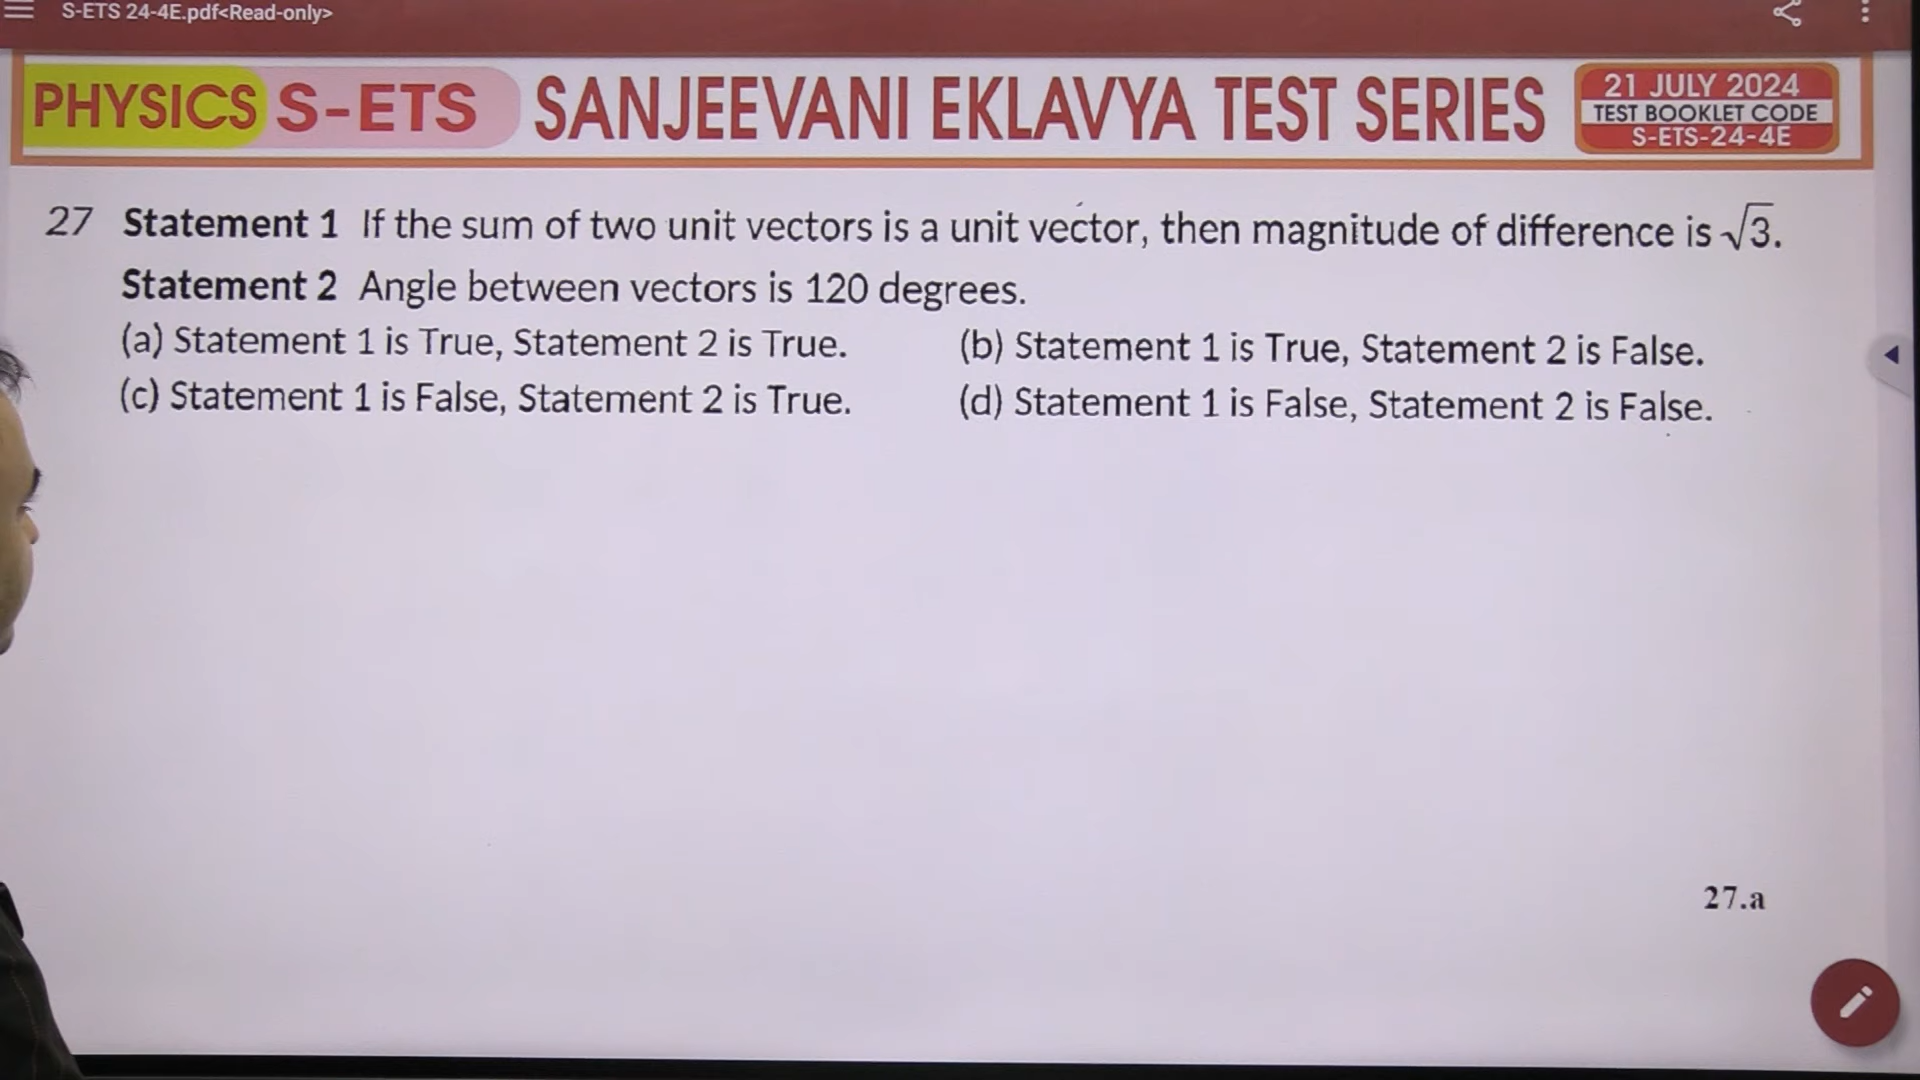 S-ETS 24-4E.pdf<Read-only>
PHYSICS S-ETS SANJEEVANI EKLAVYA TEST SERIES
21 JULY 2024
TEST BOOKLET CODE
S-ETS-24-4E
27 Statement 1 If the sum of two unit vectors is a unit vector, then magnitude of difference is √3.
Statement 2 Angle between vectors is 120 degrees.
(a) Statement 1 is True, Statement 2 is True. (b) Statement 1 is True, Statement 2 is False.
(c) Statement 1 is False, Statement 2 is True. (d) Statement 1 is False, Statement 2 is False.
27.a